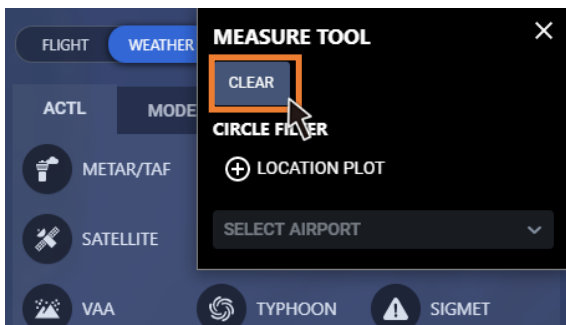 FLIGHT
WEATHER
MEASURE TOOL
CLEAR
ACTL
MODE
CIRCLE FILTER
METAR/TAF
LOCATION PLOT
SATELLITE
SELECT AIRPORT
VAA
TYPHOON
SIGMET